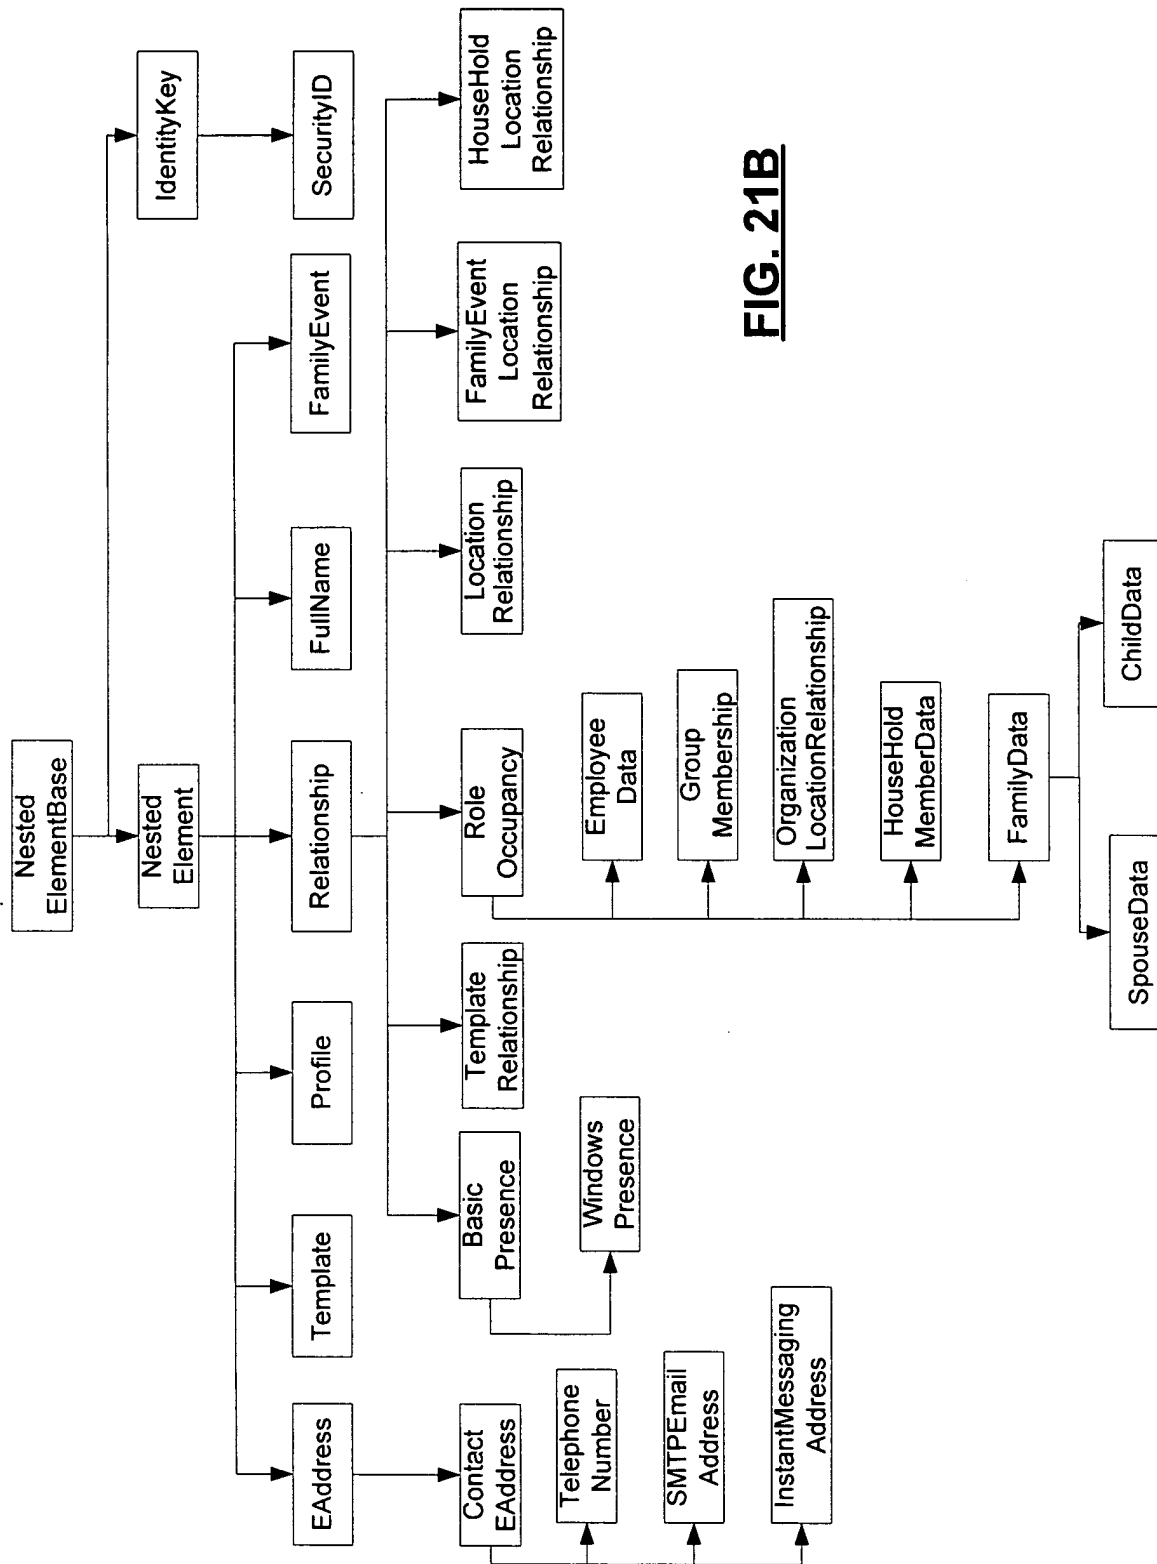 Nested
ElementBase
Nested
Element
IdentityKey
EAddress
Template
Profile
Relationship
FullName
FamilyEvent
SecurityID
Contact
EAddress
Basic
Presence
Template
Relationship
Role
Occupancy
Location
Relationship
FamilyEvent
Location
Relationship
HouseHold
Location
Relationship
Telephone
Number
SMTPEmail
Address
InstantMessaging
Address
Windows
Presence
Employee
Data
Group
Membership
Organization
LocationRelationship
HouseHold
MemberData
FamilyData
SpouseData
ChildData
FIG. 21B